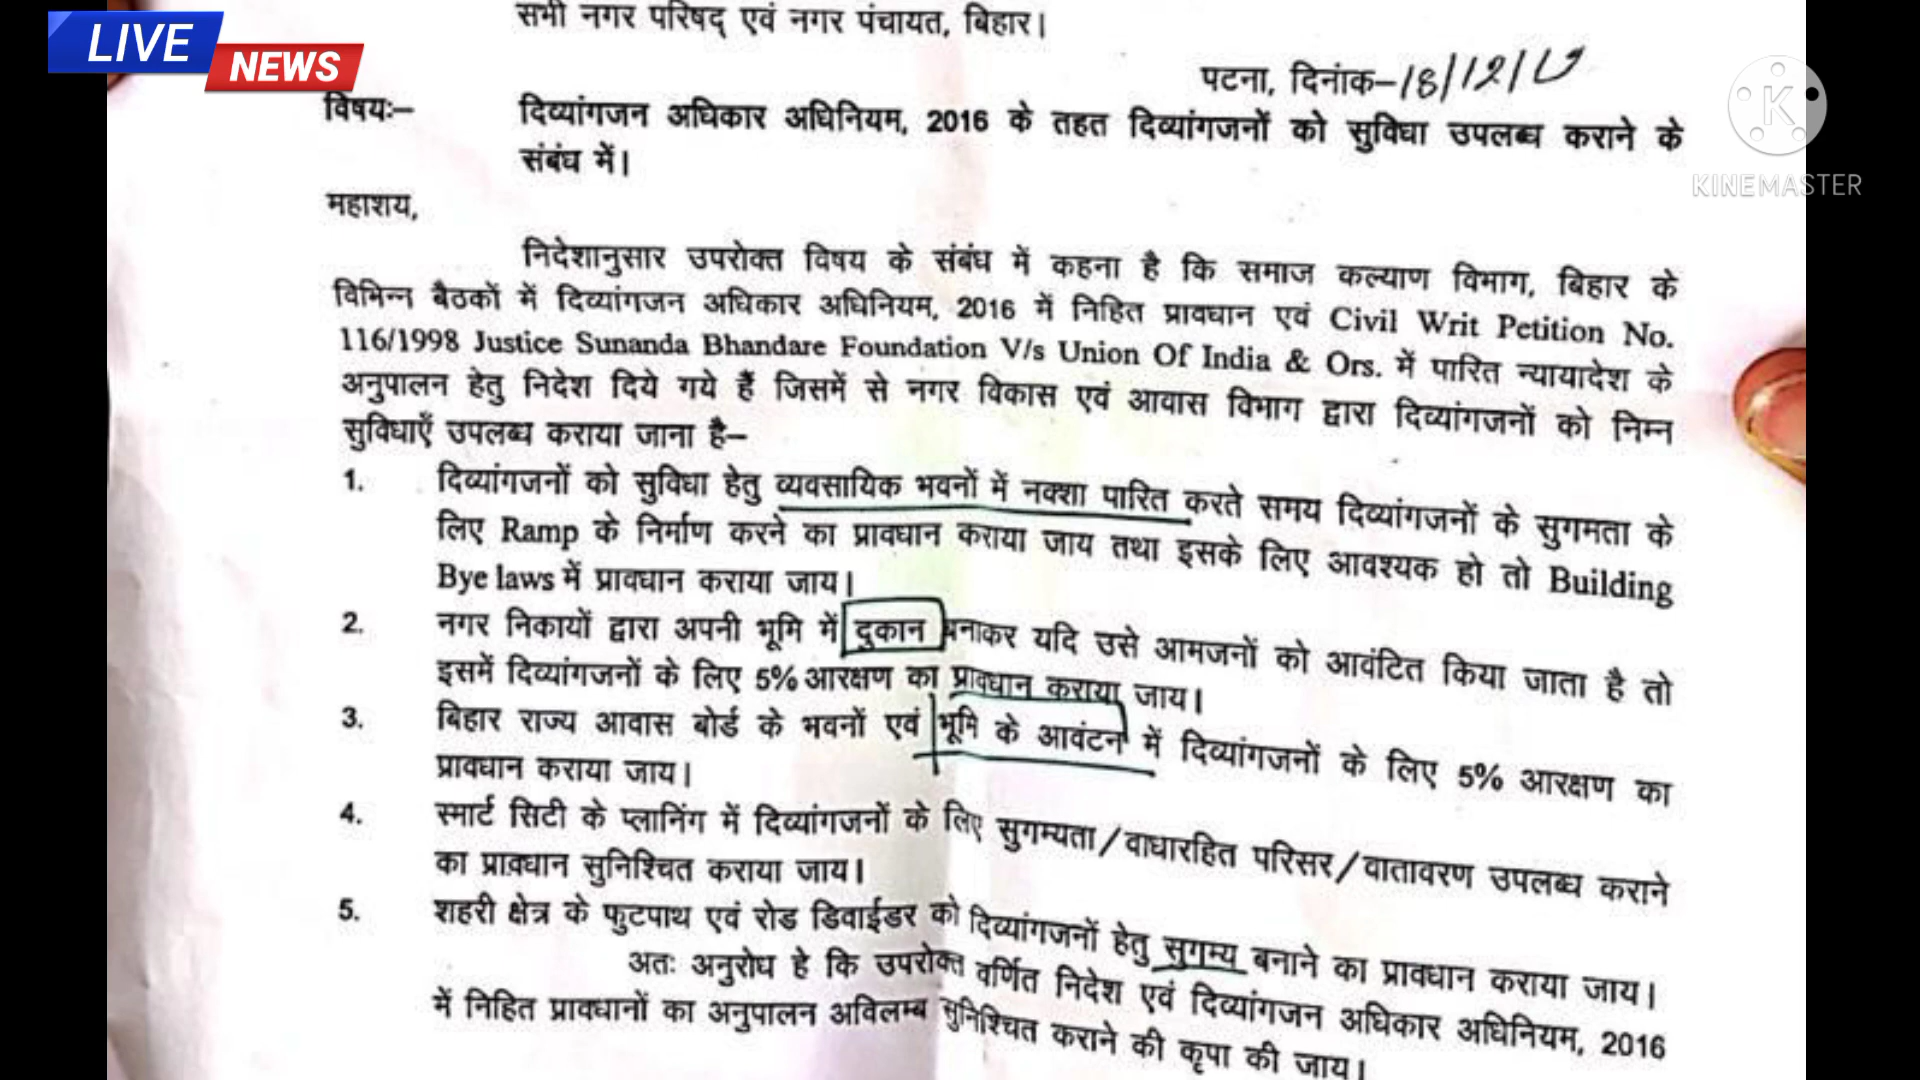 LIVE
NEWS
सभी नगर परिषद् एवं नगर पंचायत, बिहार।
पटना, दिनांक-18/12/
KINEMASTER
विषयः- दिव्यांगजन अधिकार अधिनियम, 2016 के तहत दिव्यांगजनों को सुविधा उपलब्ध कराने के
संबंध में।
महाशय,
निदेशानुसार उपरोक्त विषय के संबंध में कहना है कि समाज कल्याण विभाग, बिहार के
विभिन्न बैठकों में दिव्यांगजन अधिकार अधिनियम, 2016 में निहित प्रावधान एवं Civil Writ Petition No.
116/1998 Justice Sunanda Bhandare Foundation V/s Union Of India & Ors. में पारित न्यायादेश के
अनुपालन हेतु निदेश दिये गये हैं जिसमें से नगर विकास एवं आवास विभाग द्वारा दिव्यांगजनों को निम्न
सुविधाएँ उपलब्ध कराया जाना है-
1. दिव्यांगजनों को सुविधा हेतु व्यवसायिक भवनों में नक्शा पारित करते समय दिव्यांगजनों के सुगमता के
लिए Ramp के निर्माण करने का प्रावधान कराया जाय तथा इसके लिए आवश्यक हो तो Building
Bye laws में प्रावधान कराया जाय।
2. नगर निकायों द्वारा अपनी भूमि में दुकान बनाकर यदि उसे आमजनों को आवंटित किया जाता है तो
इसमें दिव्यांगजनों के लिए 5% आरक्षण का प्रावधान कराया जाय।
3. बिहार राज्य आवास बोर्ड के भवनों एवं भूमि के आवंटन में दिव्यांगजनों के लिए 5% आरक्षण का
प्रावधान कराया जाय।
4. स्मार्ट सिटी के प्लानिंग में दिव्यांगजनों के लिए सुगम्यता/वाधारहित परिसर/वातावरण उपलब्ध कराने
का प्रावधान सुनिश्चित कराया जाय।
5. शहरी क्षेत्र के फुटपाथ एवं रोड डिवाईडर को दिव्यांगजनों हेतु सुगम्य बनाने का प्रावधान कराया जाय।
अतः अनुरोध है कि उपरोक्त वर्णित निदेश एवं दिव्यांगजन अधिकार अधिनियम, 2016
में निहित प्रावधानों का अनुपालन अविलम्ब सुनिश्चित कराने की कृपा की जाय।